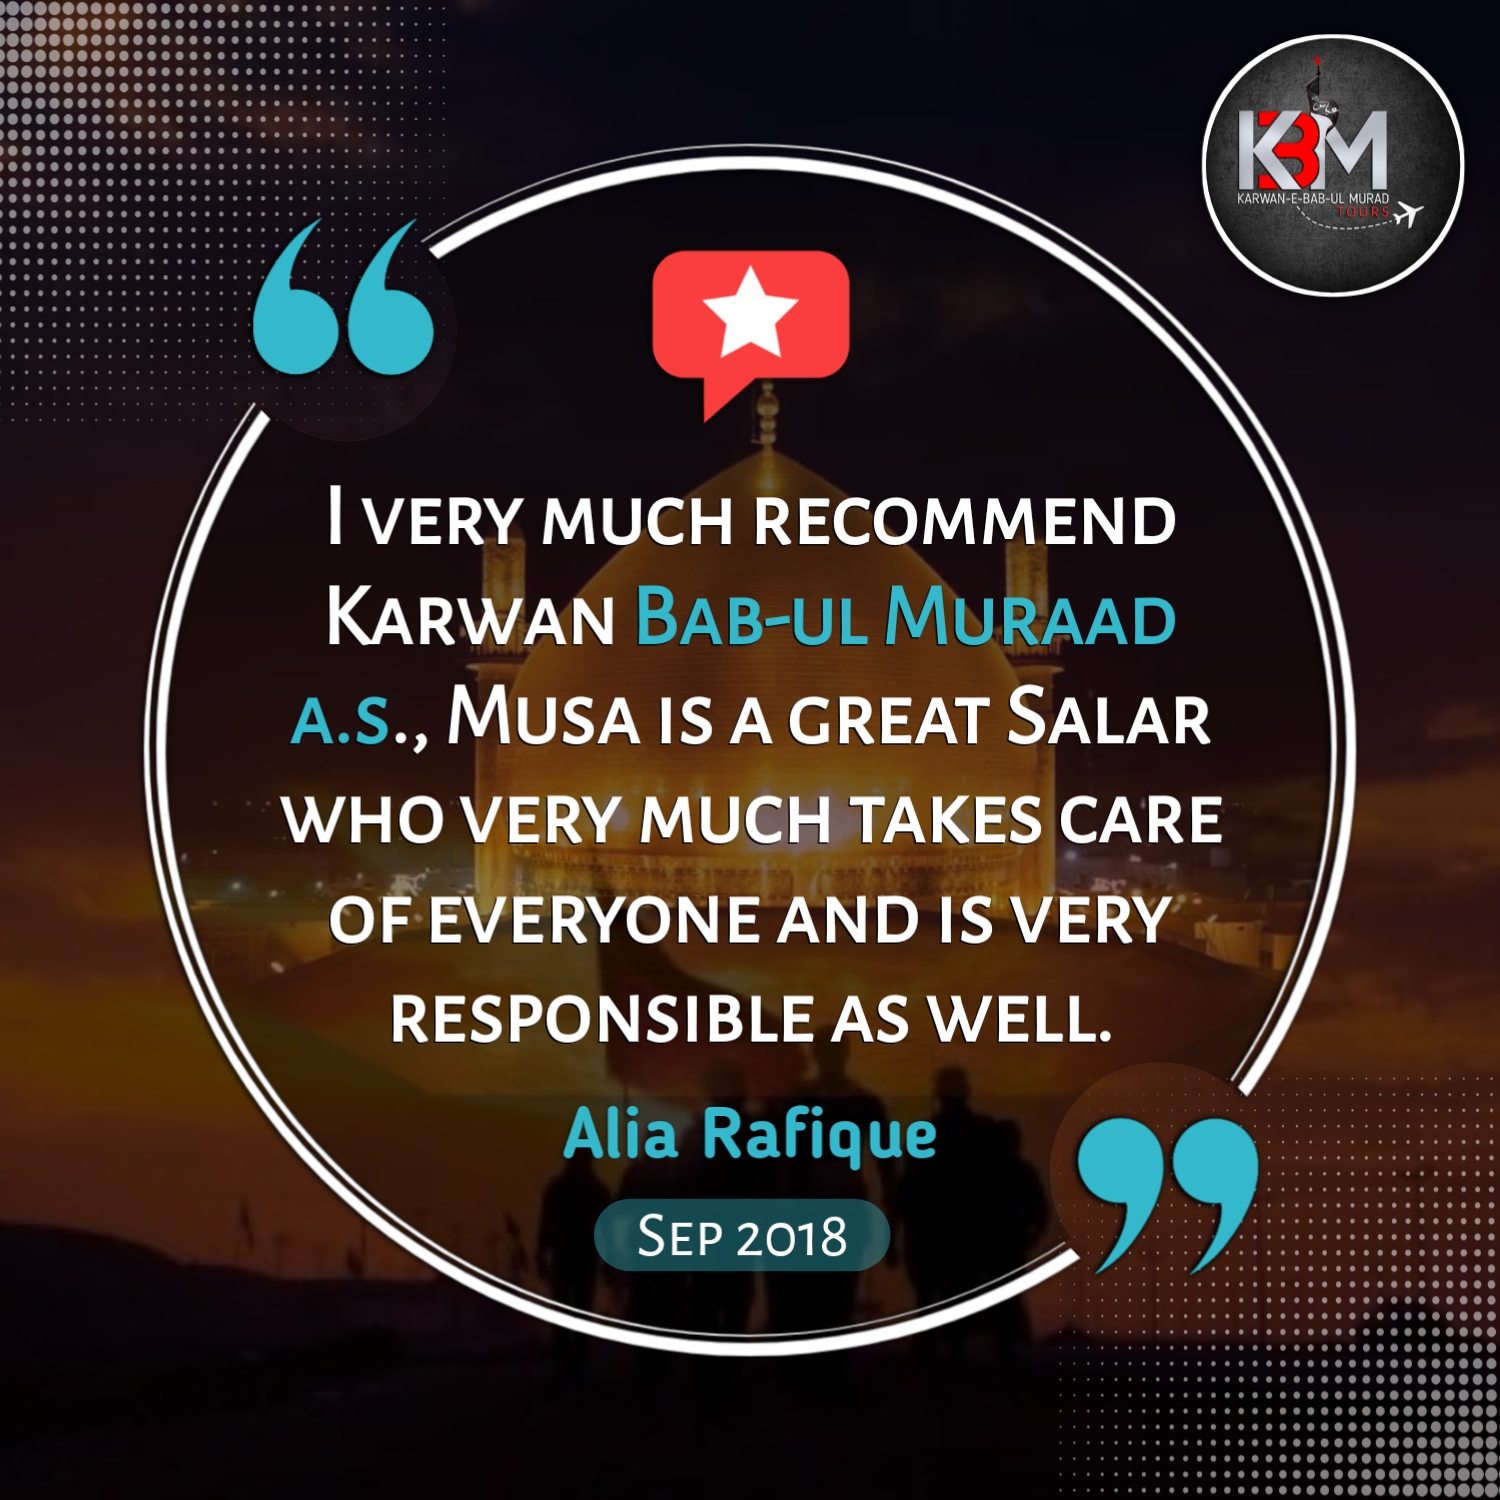 KBM
KARWAN-E-BAB-UL MURAD
TOURS
I VERY MUCH RECOMMEND
KARWAN BAB-UL MURAAD
A.S., MUSA IS A GREAT SALAR
WHO VERY MUCH TAKES CARE
OF EVERYONE AND IS VERY
RESPONSIBLE AS WELL.
Alia Rafique
SEP 2018